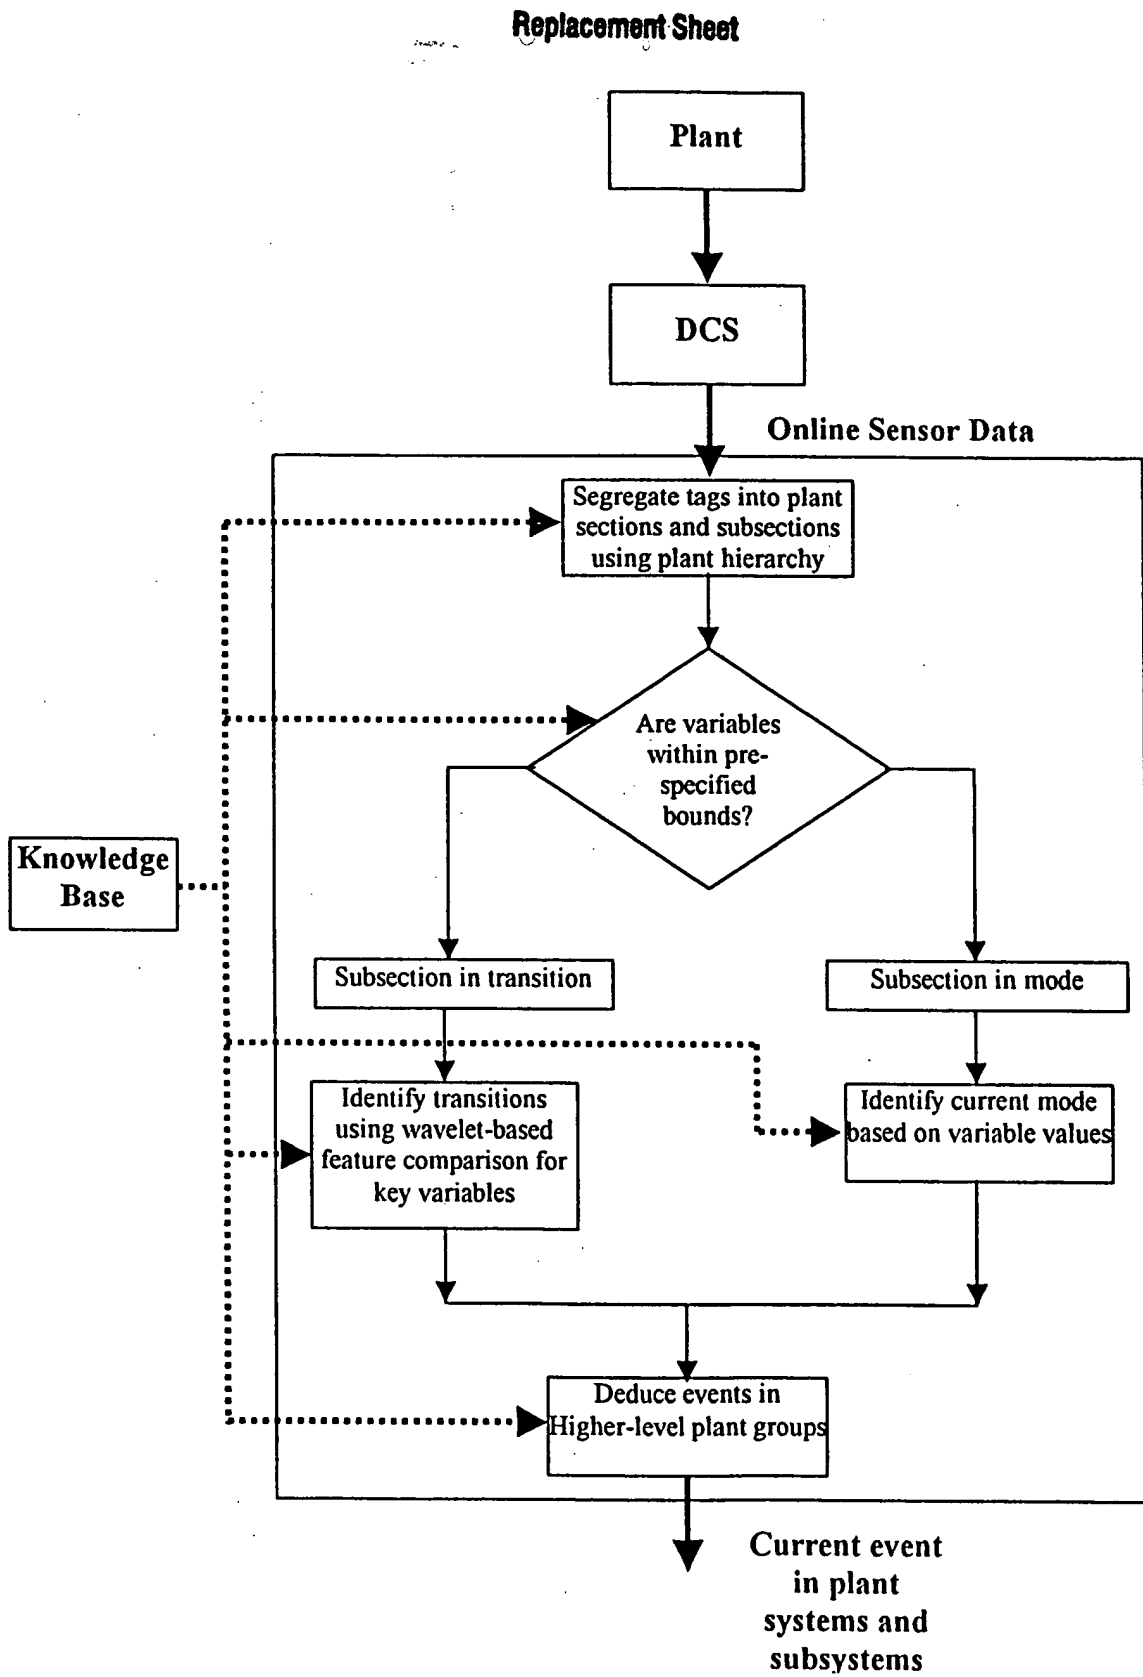 Replacement Sheet
Plant
DCS
Online Sensor Data
Segregate tags into plant
sections and subsections
using plant hierarchy
Are variables
within pre-
specified
bounds?
Knowledge
Base
Subsection in transition
Subsection in mode
Identify transitions
using wavelet-based
feature comparison for
key variables
Identify current mode
based on variable values
Deduce events in
Higher-level plant groups
Current event
in plant
systems and
subsystems